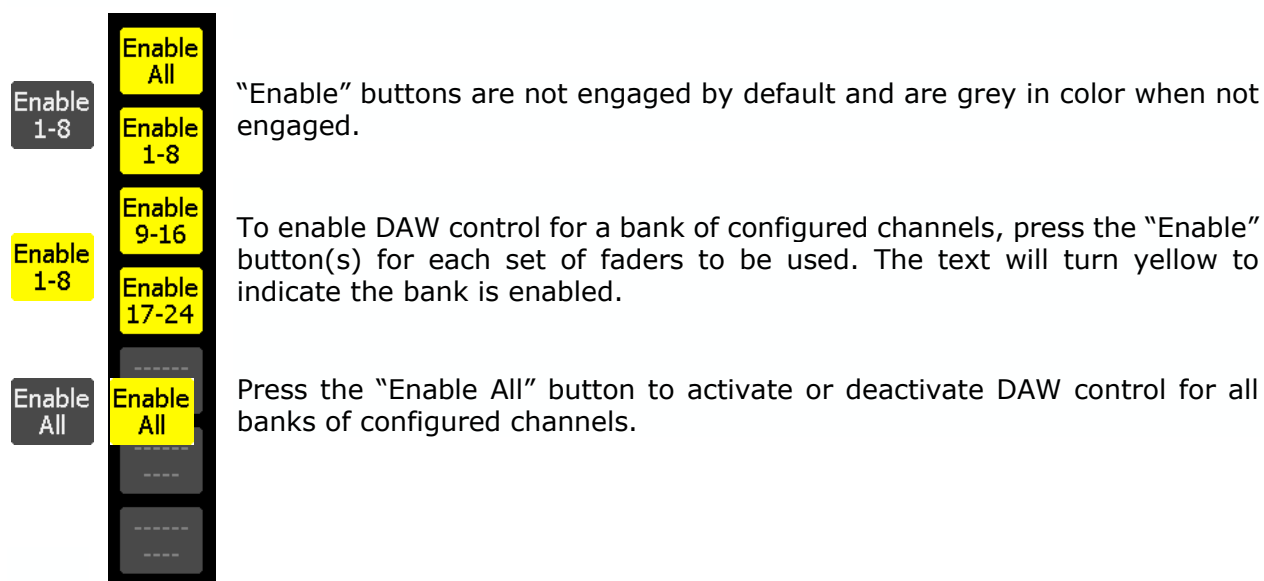 Enable
All
Enable
1-8
"Enable" buttons are not engaged by default and are grey in color when not
engaged.
Enable
1-8
Enable
9-16
Enable
1-8
To enable DAW control for a bank of configured channels, press the "Enable"
button(s) for each set of faders to be used. The text will turn yellow to
indicate the bank is enabled.
Enable
17-24
------
Enable
All
Enable
All
Press the "Enable All" button to activate or deactivate DAW control for all
banks of configured channels.
------
----
------
----